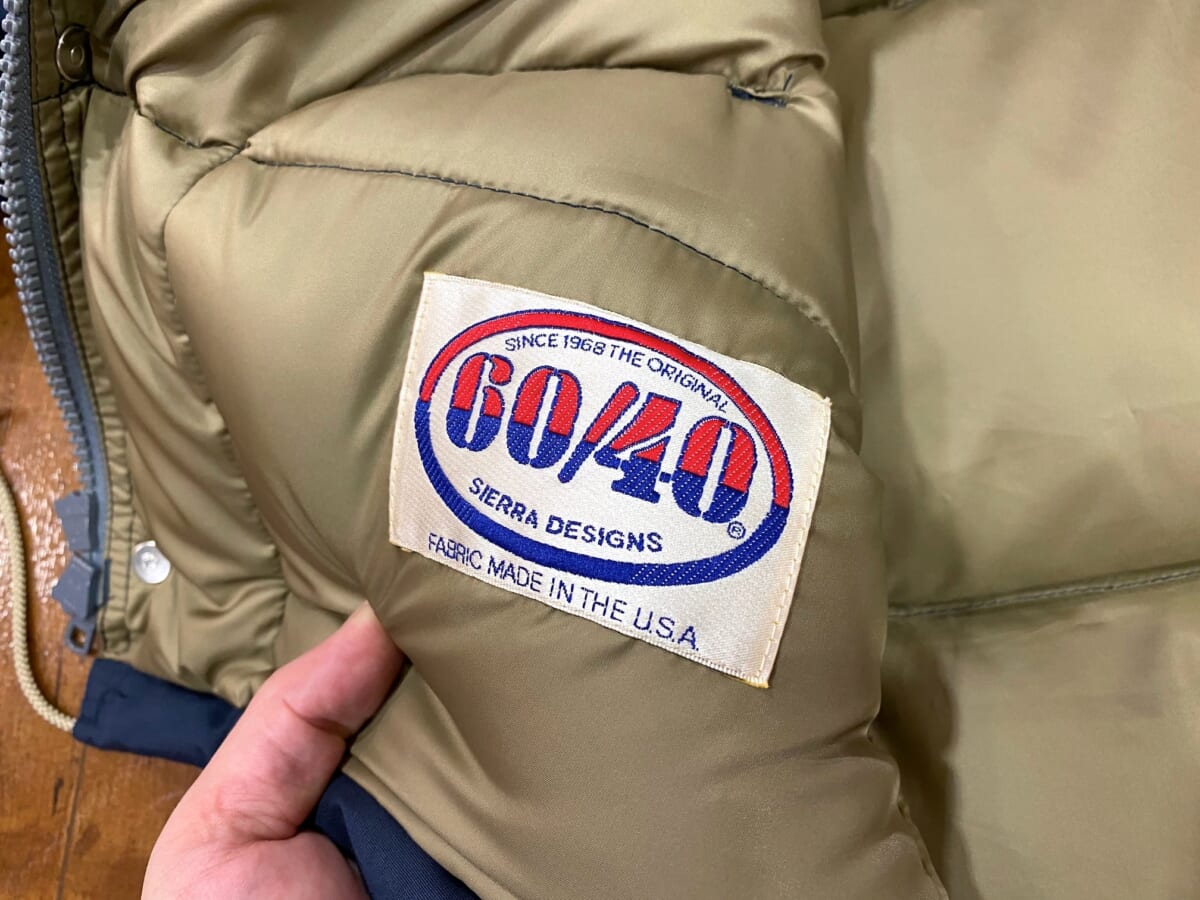 SINCE 1968 THE ORIGINAL
60/40
®
SIERRA DESIGNS
FABRIC MADE IN THE U.S.A.